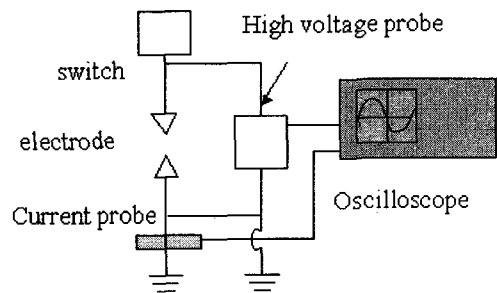 High voltage probe
switch
electrode
Current probe
Oscilloscope